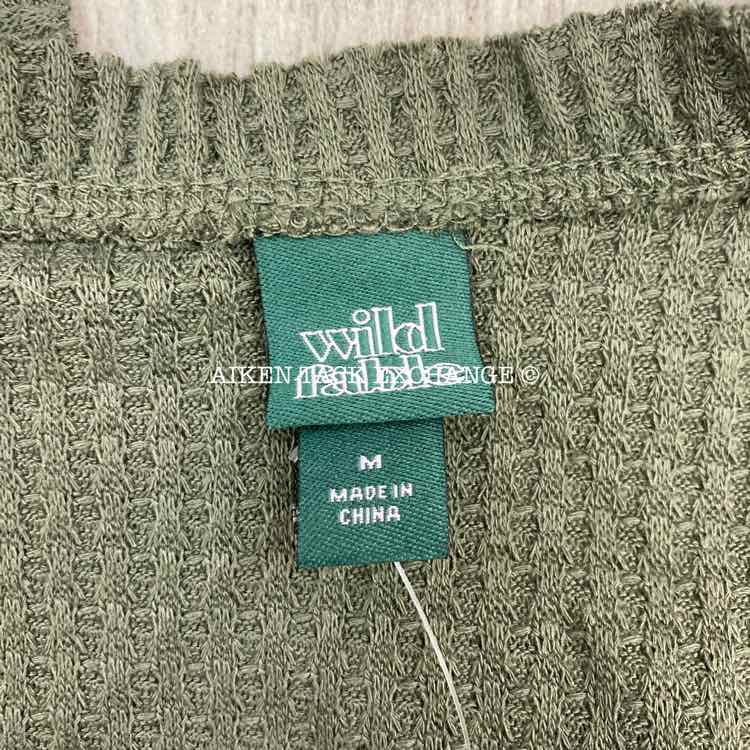 wild
fable
AIKEN TACK EXCHANGE ©
M
MADE IN
CHINA